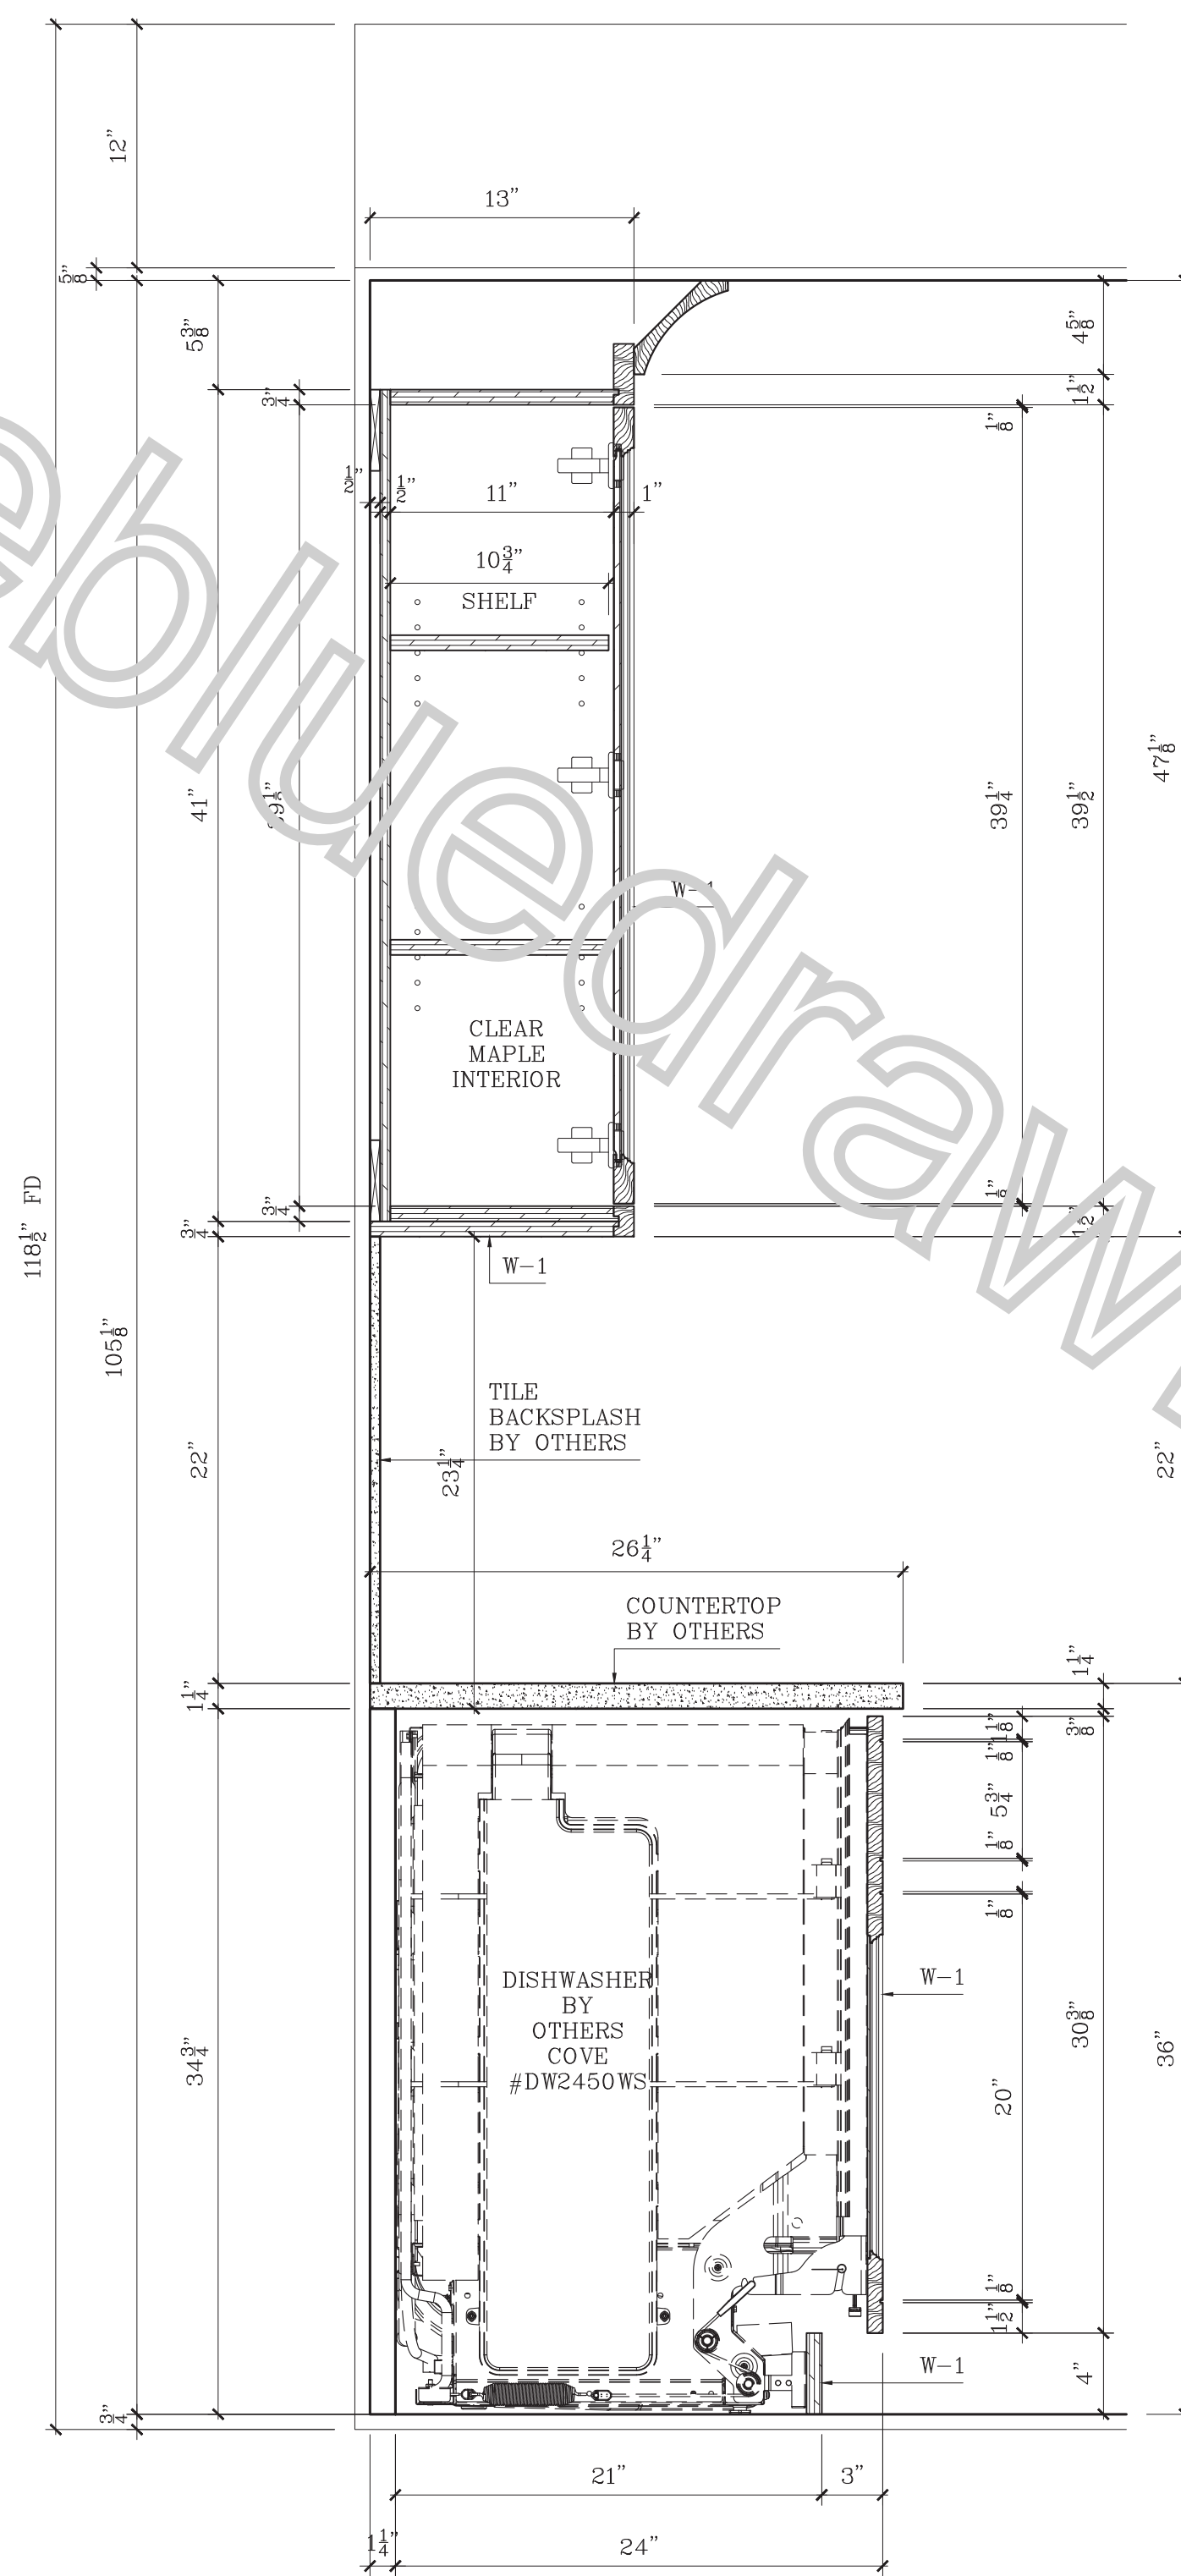 12"
13"
5/8"
5 3/8"
4 5/8"
3/4"
1 1/2"
1/8"
1/2"
1/2"
11"
1"
10 3/4"
SHELF
47 1/8"
41"
39 1/4"
39 1/2"
W-1
CLEAR
MAPLE
INTERIOR
118 1/2" FD
3/4"
3/4"
W-1
105 1/8"
TILE
BACKSPLASH
BY OTHERS
22"
23 1/4"
22"
26 1/4"
COUNTERTOP
BY OTHERS
1 1/4"
1 1/4"
1 1/8"
3/8"
1/8"
5 3/4"
1/8"
1/8"
DISHWASHER
BY
OTHERS
COVE
#DW2450WS
W-1
34 3/4"
30 3/8"
36"
20"
1/8"
1 1/2"
W-1
4"
3/4"
21"
3"
1 1/4"
24"
ebluedraw